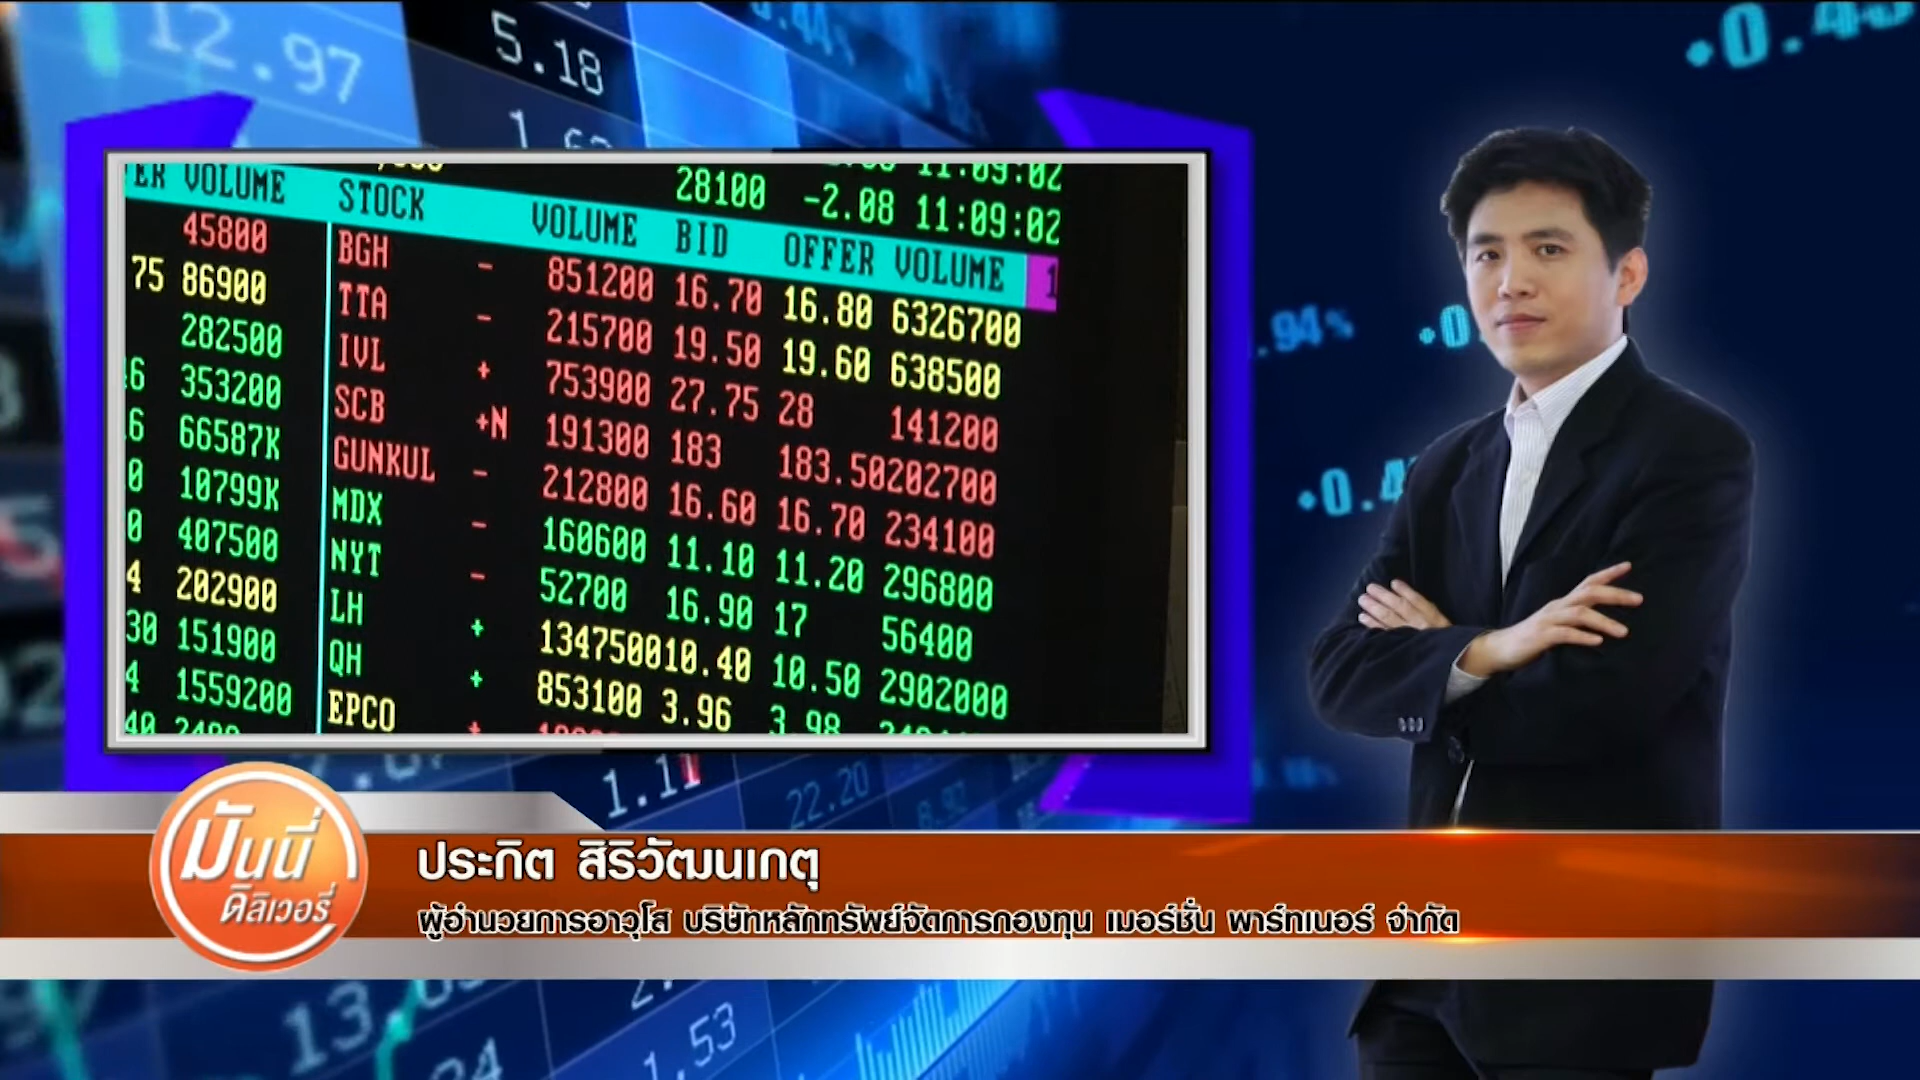 12.97
5.18
+0.43
28100 -2.08 11:09:02
VOLUME STOCK VOLUME BID OFFER VOLUME
45800 BGH - 851200 16.70 16.80 6326700
75 86900 TTA - 215700 19.50 19.60 638500
282500 IVL + 753900 27.75 28 141200
353200 SCB +N 191300 183 183.50202700
66587K GUNKUL - 212800 16.60 16.70 234100
0 10799K MDX - 160600 11.10 11.20 296800
0 407500 NYT - 52700 16.90 17 56400
4 202900 LH + 134750010.40 10.50 2902000
30 151900 QH + 853100 3.96 3.98
4 1559200 EPCO
1.11
22.20
8.92
มันนี่
ดิลิเวอรี่
ประกิต สิริวัฒนเกตุ
ผู้อำนวยการอาวุโส บริษัทหลักทรัพย์จัดการกองทุน เมอร์ชั่น พาร์ทเนอร์ จำกัด
1.53